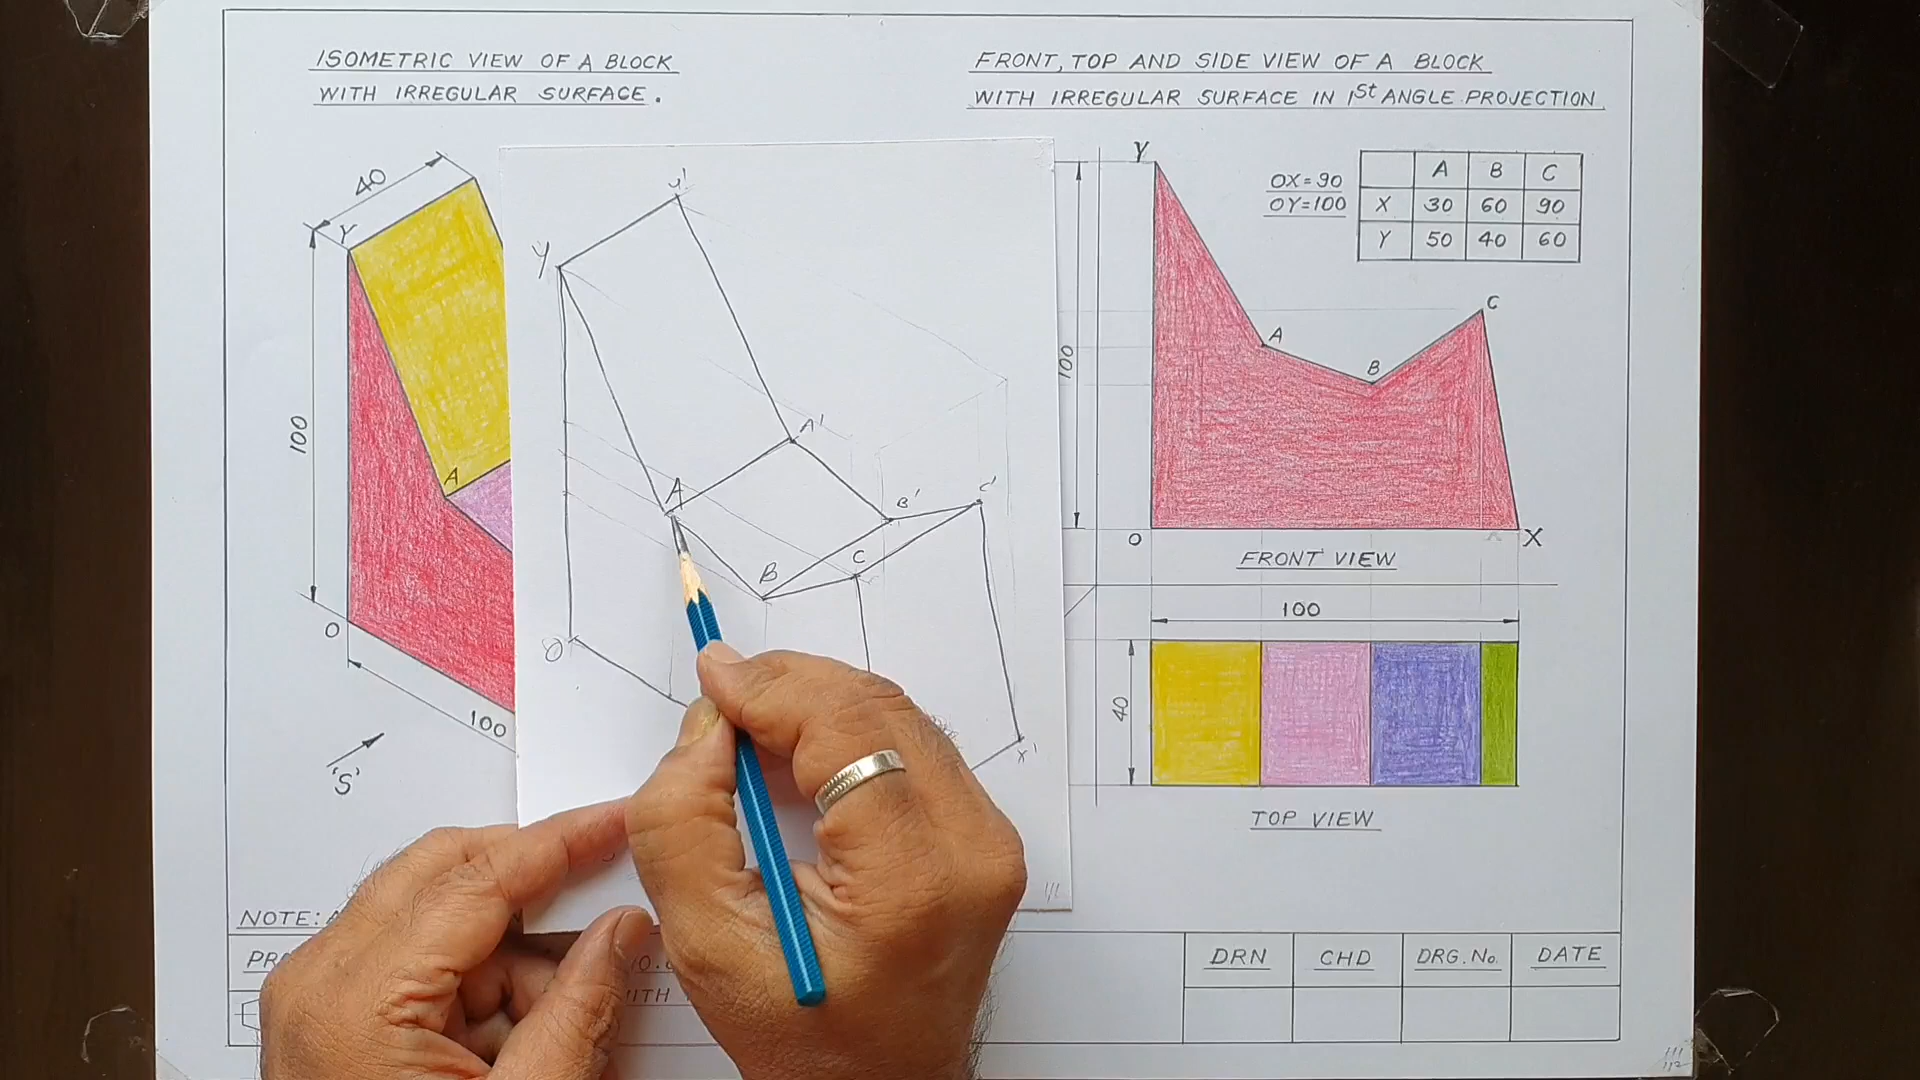 ISOMETRIC VIEW OF A BLOCK
WITH IRREGULAR SURFACE.
FRONT, TOP AND SIDE VIEW OF A BLOCK
WITH IRREGULAR SURFACE IN 1St ANGLE PROJECTION
40
Y
100
A
O
100
'S'
y'
Y
A'
A
B'
C'
B
C
O
x'
Y
OX=90
OY=100
A B C
X 30 60 90
Y 50 40 60
100
A
B
C
O
X
FRONT VIEW
100
40
TOP VIEW
NOTE:
WITH
DRN CHD DRG.No. DATE